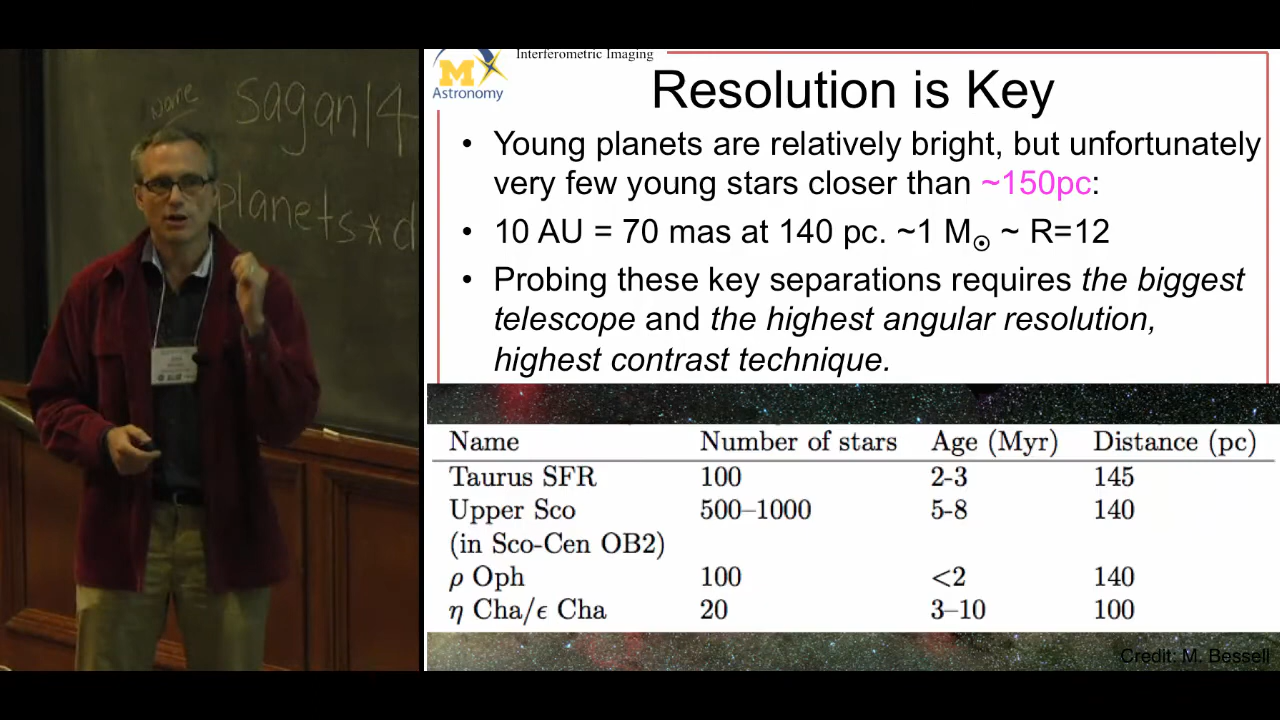 Nare
sagan14
planets*d
Interferometric Imaging
M
Astronomy
Resolution is Key
• Young planets are relatively bright, but unfortunately
very few young stars closer than ~150pc:
• 10 AU = 70 mas at 140 pc. ~1 M☉ ~ R=12
• Probing these key separations requires the biggest
telescope and the highest angular resolution,
highest contrast technique.
Name Number of stars Age (Myr) Distance (pc)
Taurus SFR 100 2-3 145
Upper Sco 500–1000 5-8 140
(in Sco-Cen OB2)
ρ Oph 100 <2 140
η Cha/ϵ Cha 20 3–10 100
Credit: M. Bessell